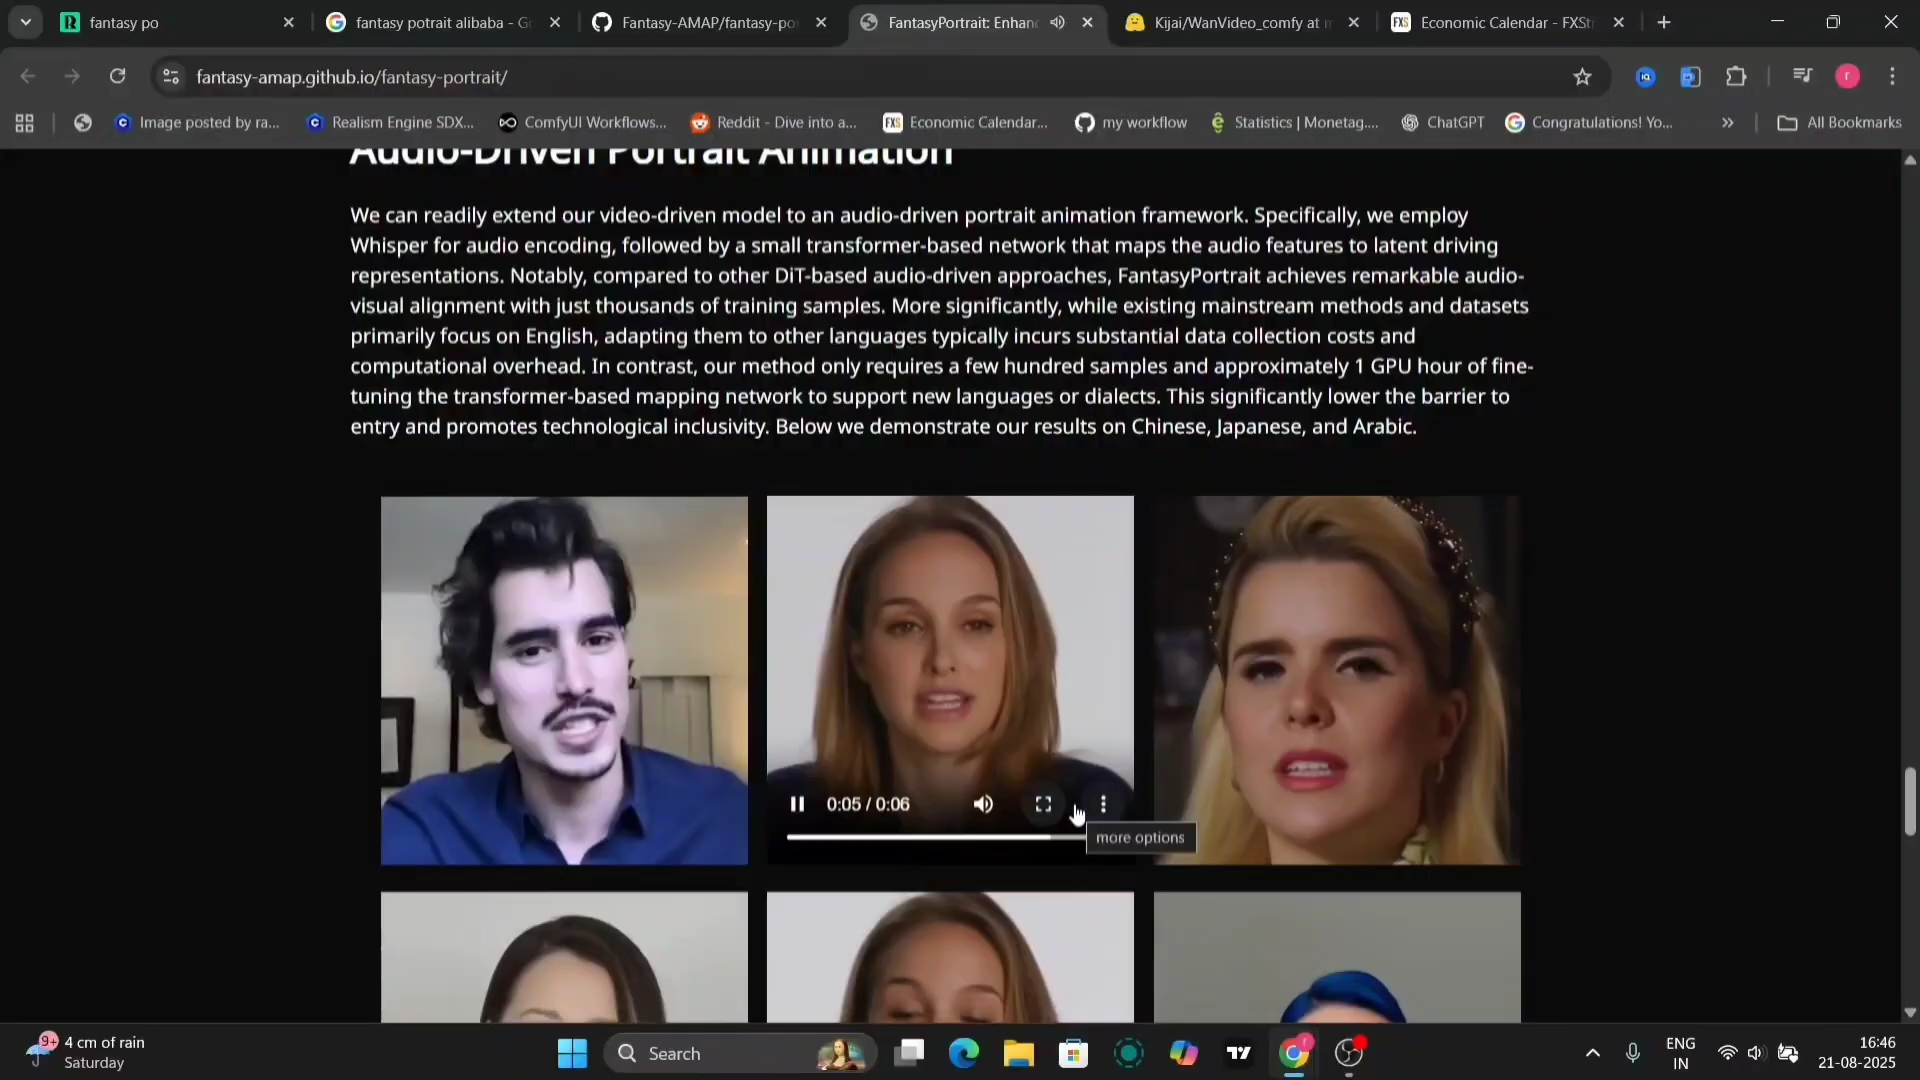 fantasy po
fantasy potrait alibaba - G
Fantasy-AMAP/fantasy-po
FantasyPortrait: Enhan
Kijai/WanVideo_comfy at
Economic Calendar - FXSt
fantasy-amap.github.io/fantasy-portrait/
Image posted by ra...
Realism Engine SDX...
ComfyUI Workflows...
Reddit - Dive into a...
FXS
Economic Calendar...
my workflow
Statistics | Monetag....
ChatGPT
Congratulations! Yo...
All Bookmarks
Audio-Driven Portrait Animation
We can readily extend our video-driven model to an audio-driven portrait animation framework. Specifically, we employ
Whisper for audio encoding, followed by a small transformer-based network that maps the audio features to latent driving
representations. Notably, compared to other DiT-based audio-driven approaches, FantasyPortrait achieves remarkable audio-
visual alignment with just thousands of training samples. More significantly, while existing mainstream methods and datasets
primarily focus on English, adapting them to other languages typically incurs substantial data collection costs and
computational overhead. In contrast, our method only requires a few hundred samples and approximately 1 GPU hour of fine-
tuning the transformer-based mapping network to support new languages or dialects. This significantly lower the barrier to
entry and promotes technological inclusivity. Below we demonstrate our results on Chinese, Japanese, and Arabic.
0:05 / 0:06
more options
9+
4 cm of rain
Saturday
Search
ENG
IN
16:46
21-08-2025